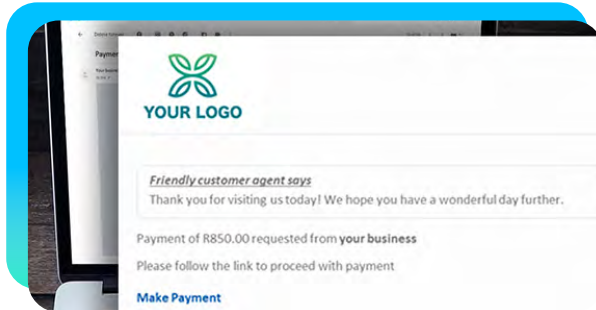 Payme
YOUR LOGO
Friendly customer agent says
Thank you for visiting us today! We hope you have a wonderful day further.
Payment of R850.00 requested from your business
Please follow the link to proceed with payment
Make Payment